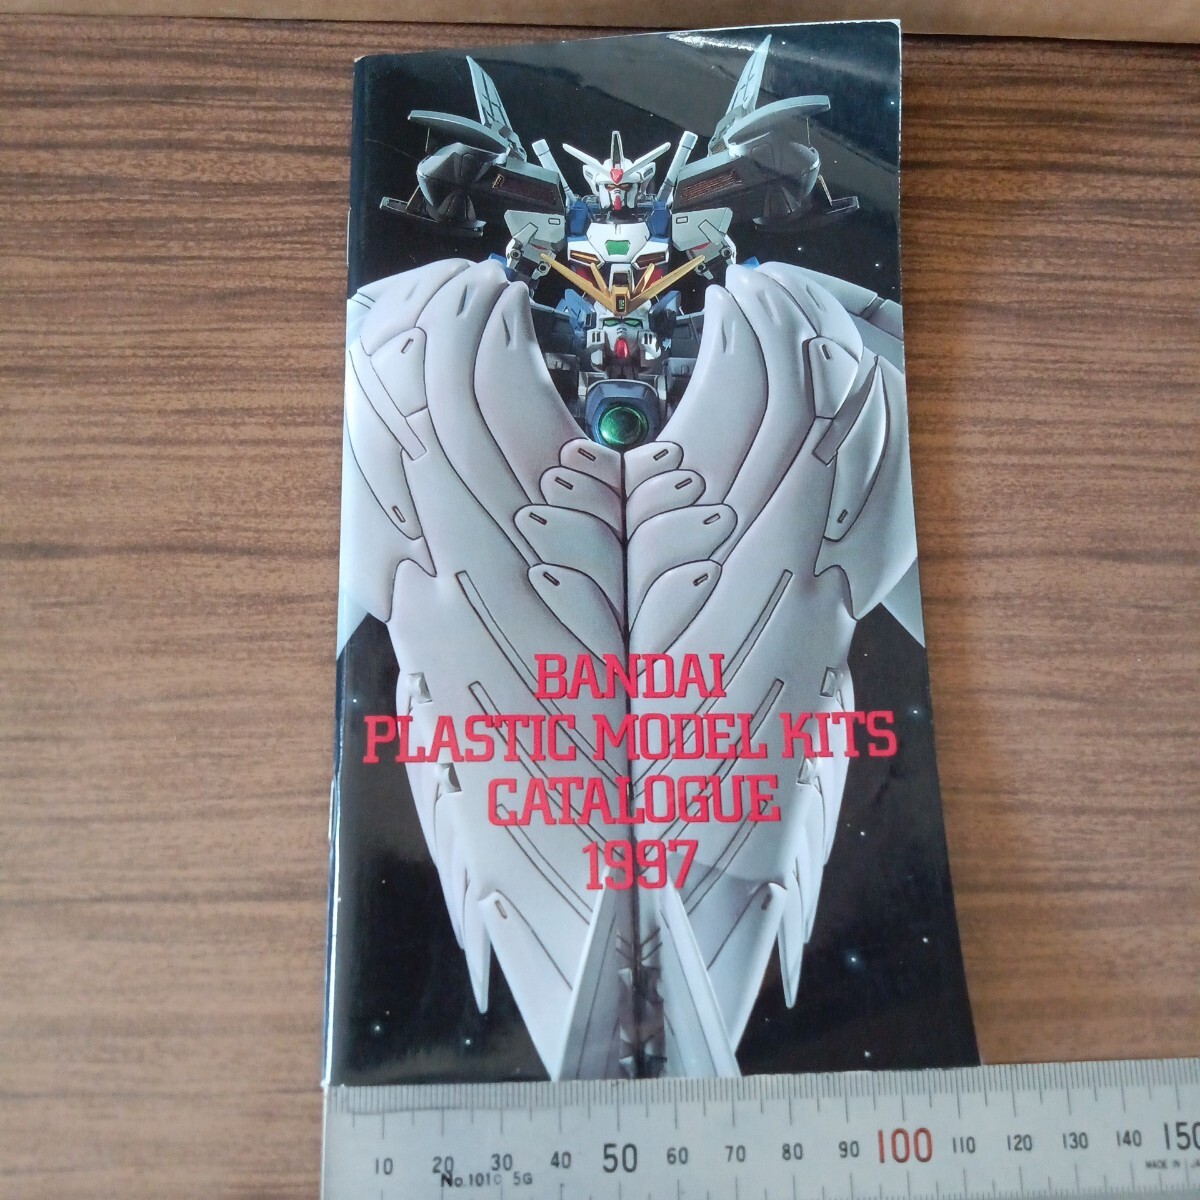 BANDAI
PLASTIC MODEL KITS
CATALOGUE
1997
10 20 30 40 50 60 70 80 90 100 110 120 130 140 150
No.101C 5G
MADE IN